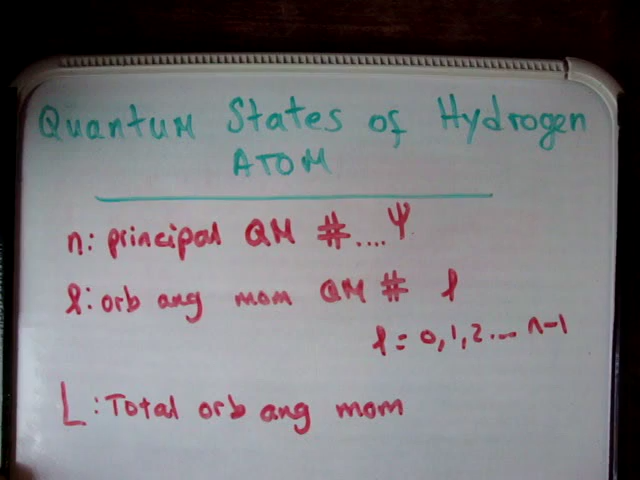 Quantum States of Hydrogen
ATOM
n: principal QM #.... Ψ
ℓ: orb ang mom QM # ℓ
ℓ = 0, 1, 2 .... n-1
L: Total orb ang mom